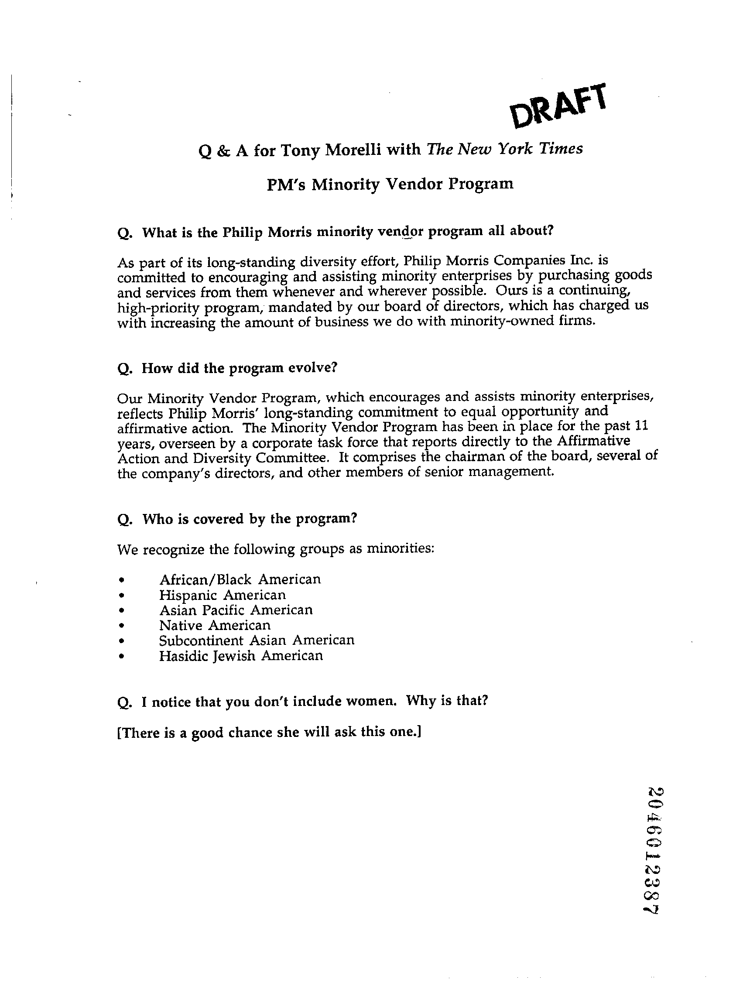 DRAFT
Q & A for Tony Morelli with The New York Times
PM's Minority Vendor Program
Q. What is the Philip Morris minority vendor program all about?
As part of its long-standing diversity effort, Philip Morris Companies Inc. is
committed to encouraging and assisting minority enterprises by purchasing goods
and services from them whenever and wherever possible. Ours is a continuing,
high-priority program, mandated by our board of directors, which has charged us
with increasing the amount of business we do with minority-owned firms.
Q. How did the program evolve?
Our Minority Vendor Program, which encourages and assists minority enterprises,
reflects Philip Morris' long-standing commitment to equal opportunity and
affirmative action. The Minority Vendor Program has been in place for the past 11
years, overseen by a corporate task force that reports directly to the Affirmative
Action and Diversity Committee. It comprises the chairman of the board, several of
the company's directors, and other members of senior management.
Q. Who is covered by the program?
We recognize the following groups as minorities:
• African/Black American
• Hispanic American
• Asian Pacific American
• Native American
• Subcontinent Asian American
• Hasidic Jewish American
Q. I notice that you don't include women. Why is that?
[There is a good chance she will ask this one.]
2046012387